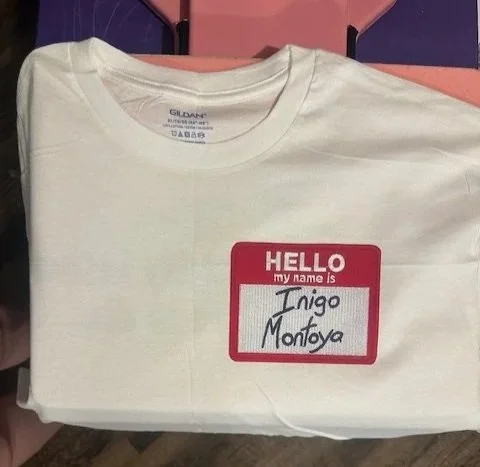 GILDAN
HELLO
my name is
Inigo
Montoya